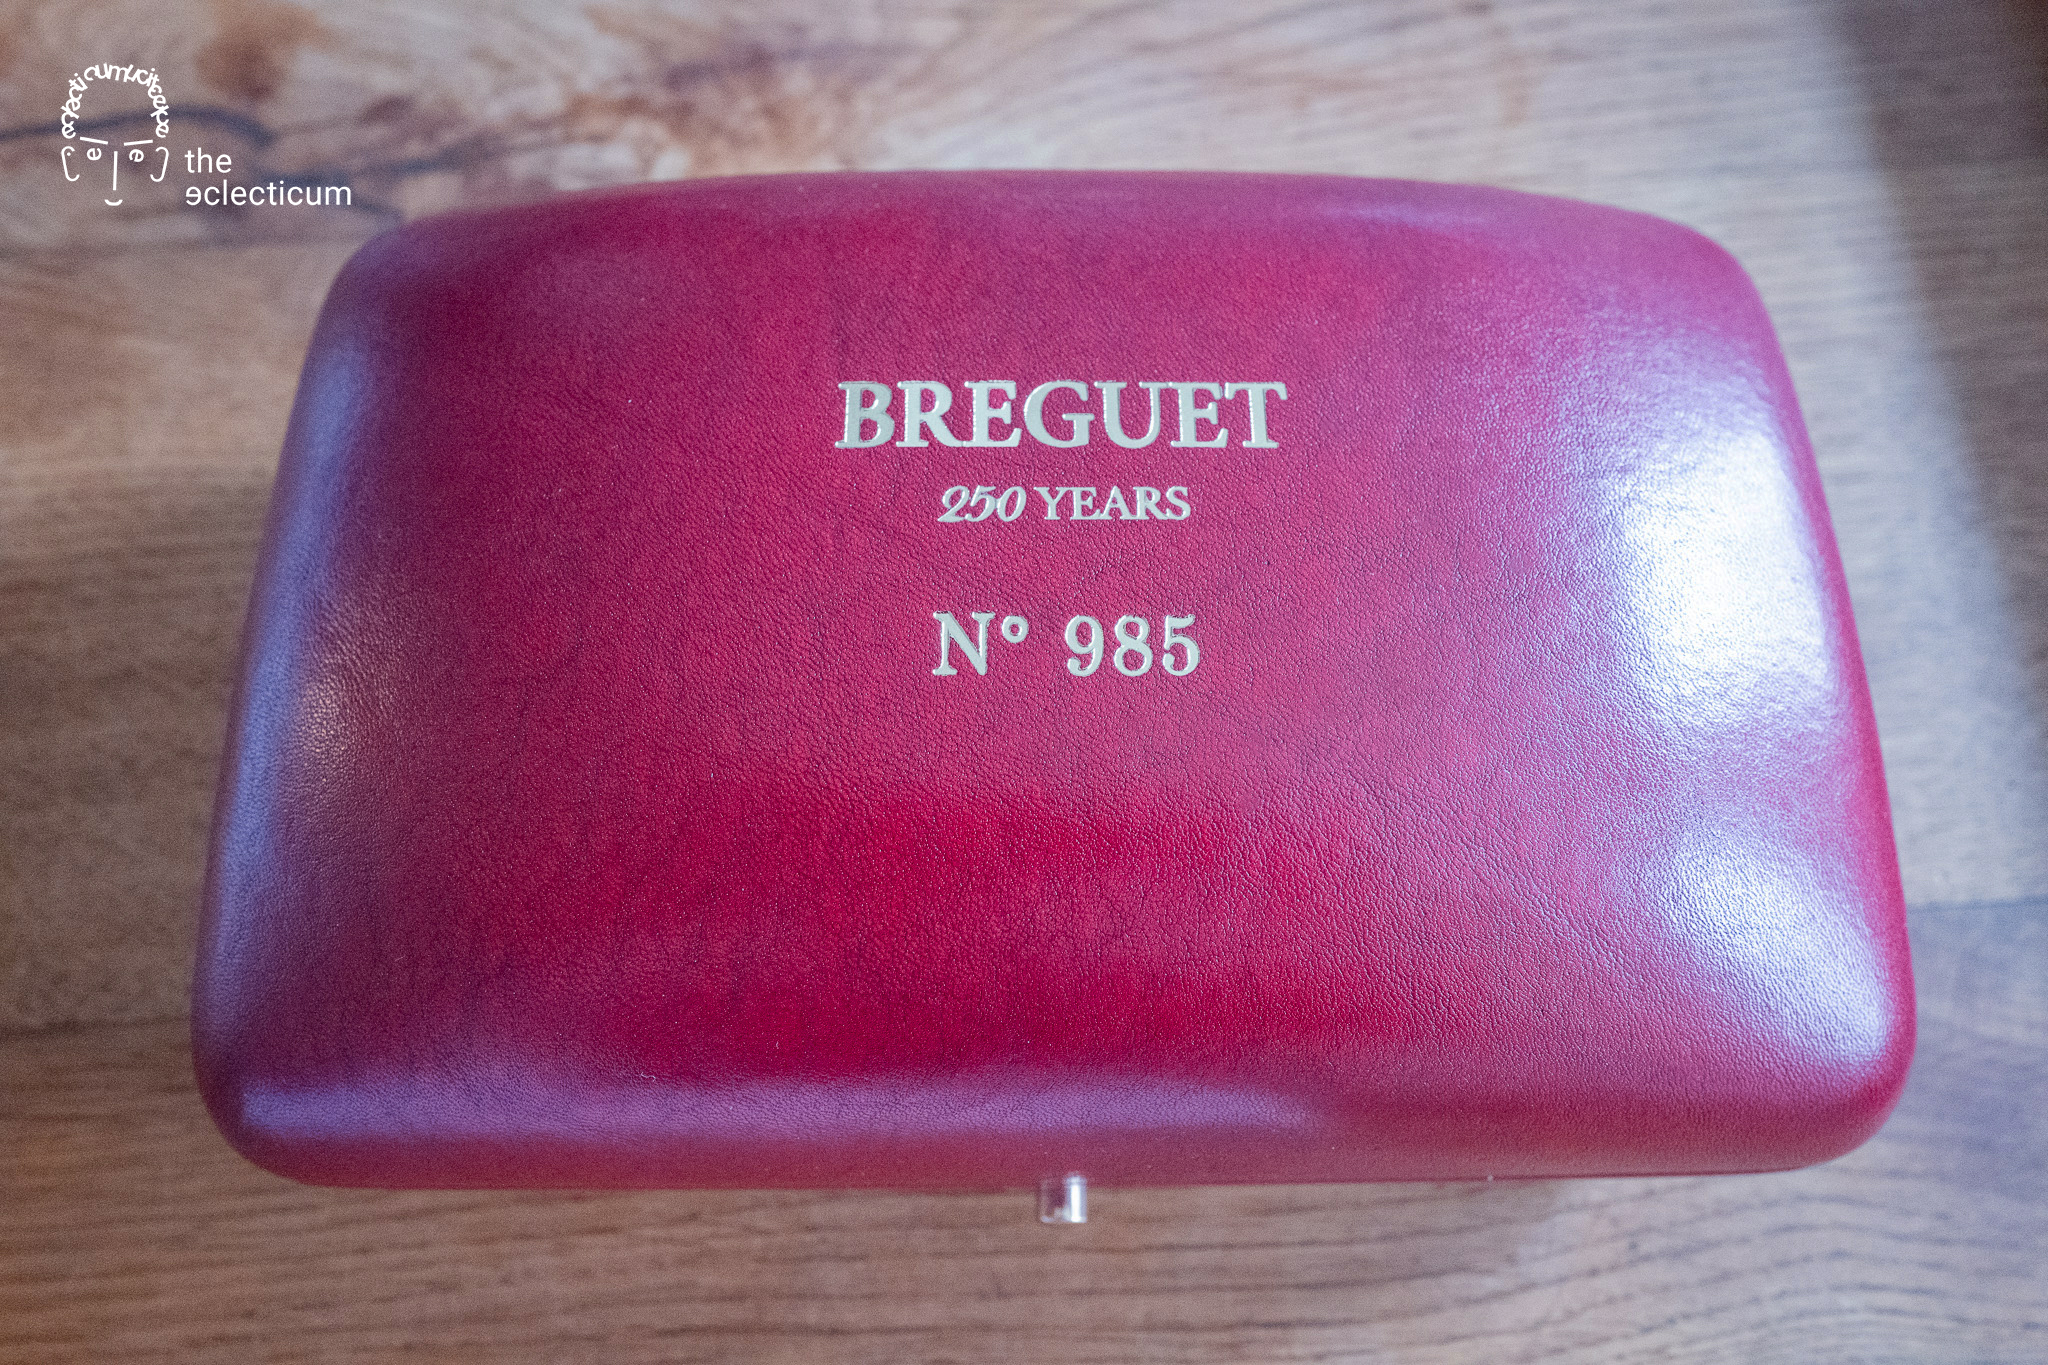 the
eclecticum
BREGUET
250 YEARS
N° 985